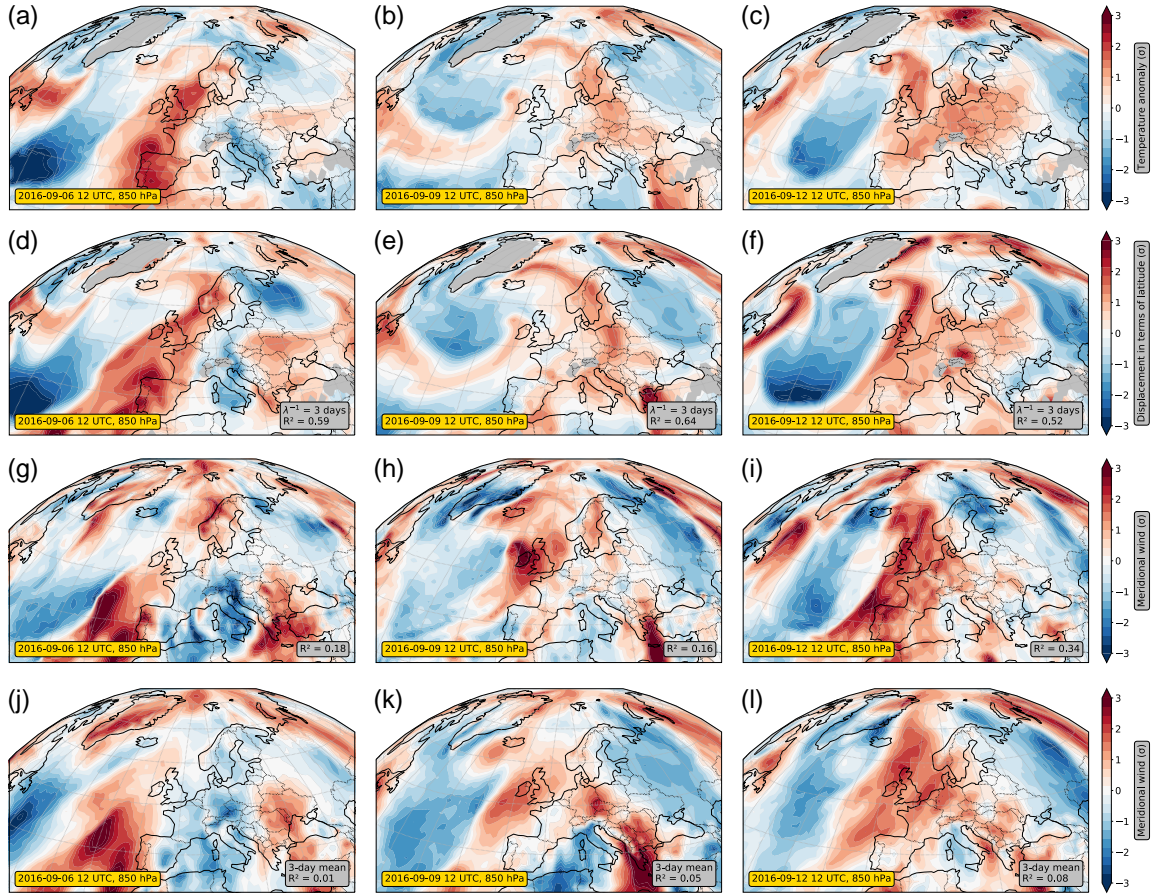 (a)
(b)
(c)
2016-09-06 12 UTC, 850 hPa
2016-09-09 12 UTC, 850 hPa
2016-09-12 12 UTC, 850 hPa
3
2
1
0
−1
−2
−3
Temperature anomaly (σ)
(d)
(e)
(f)
2016-09-06 12 UTC, 850 hPa
λ⁻¹ = 3 days
R² = 0.59
2016-09-09 12 UTC, 850 hPa
λ⁻¹ = 3 days
R² = 0.64
2016-09-12 12 UTC, 850 hPa
λ⁻¹ = 3 days
R² = 0.52
3
2
1
0
−1
−2
−3
Displacement in terms of latitude (σ)
(g)
(h)
(i)
2016-09-06 12 UTC, 850 hPa
R² = 0.18
2016-09-09 12 UTC, 850 hPa
R² = 0.16
2016-09-12 12 UTC, 850 hPa
R² = 0.34
3
2
1
0
−1
−2
−3
Meridional wind (σ)
(j)
(k)
(l)
2016-09-06 12 UTC, 850 hPa
3-day mean
R² = 0.01
2016-09-09 12 UTC, 850 hPa
3-day mean
R² = 0.05
2016-09-12 12 UTC, 850 hPa
3-day mean
R² = 0.08
3
2
1
0
−1
−2
−3
Meridional wind (σ)